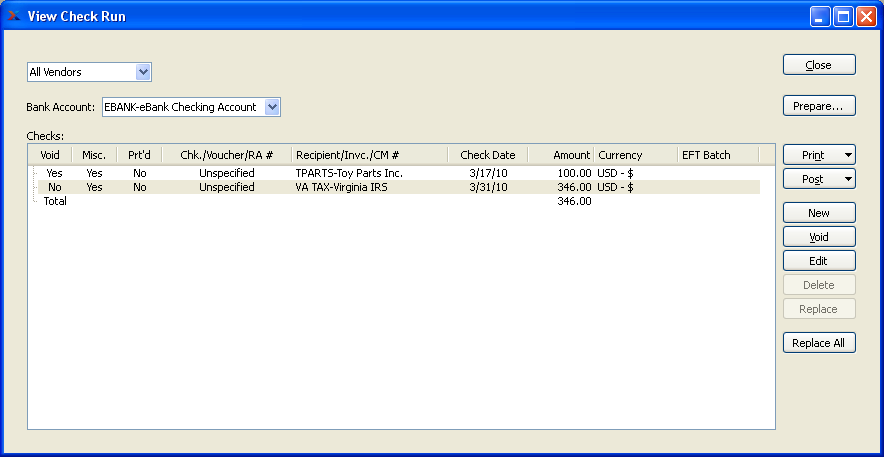 View Check Run
All Vendors
Close
Bank Account: EBANK-eBank Checking Account
Prepare...
Checks:
Void Misc. Prt'd Chk./Voucher/RA # Recipient/Invc./CM # Check Date Amount Currency EFT Batch
Yes Yes No Unspecified TPARTS-Toy Parts Inc. 3/17/10 100.00 USD - $
No Yes No Unspecified VA TAX-Virginia IRS 3/31/10 346.00 USD - $
Total 346.00
Print
Post
New
Void
Edit
Delete
Replace
Replace All